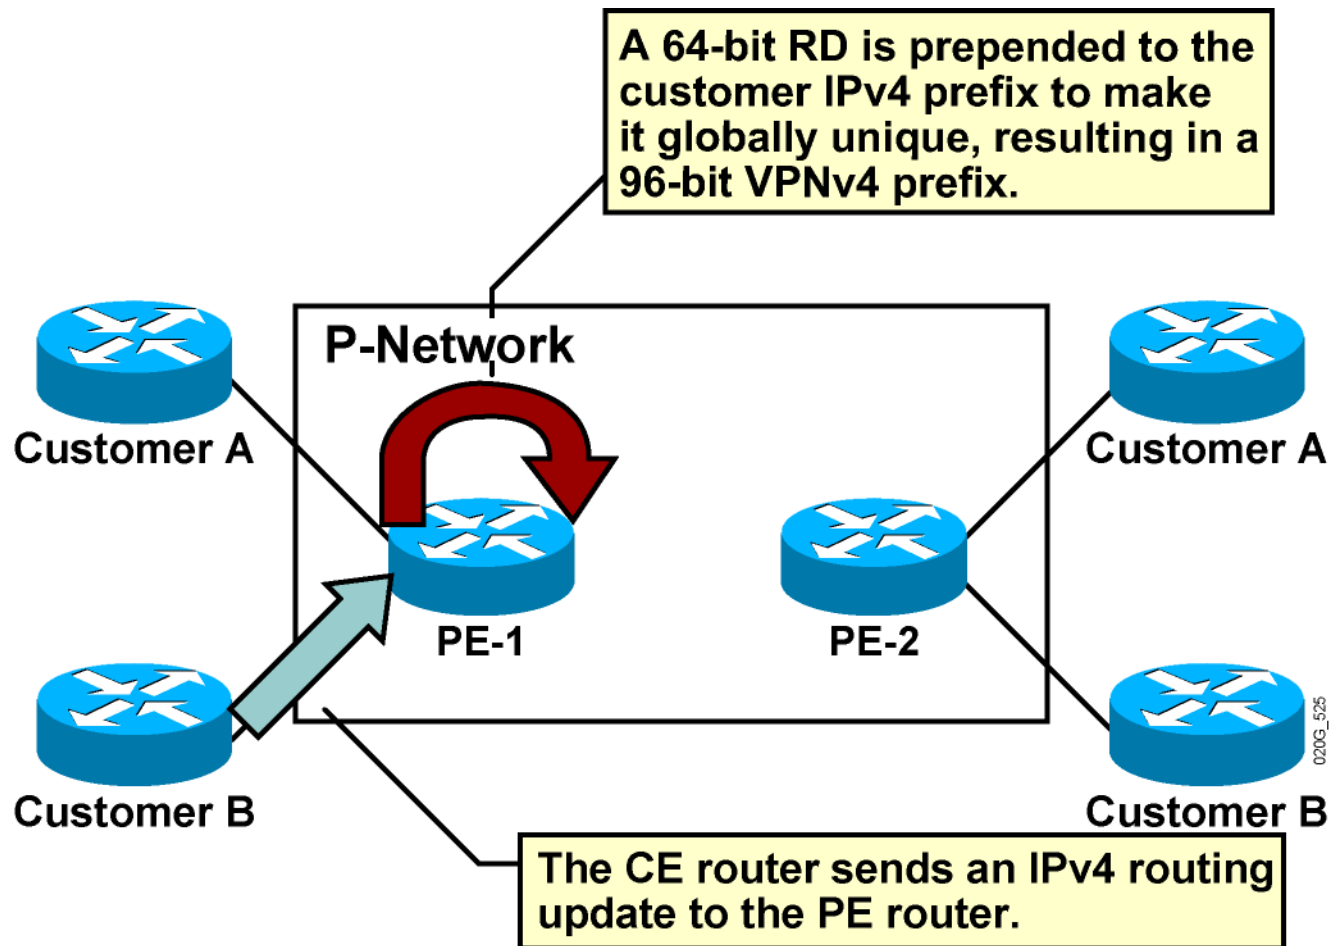 A 64-bit RD is prepended to the
customer IPv4 prefix to make
it globally unique, resulting in a
96-bit VPNv4 prefix.
P-Network
Customer A
Customer A
PE-1
PE-2
Customer B
Customer B
020G_525
The CE router sends an IPv4 routing
update to the PE router.